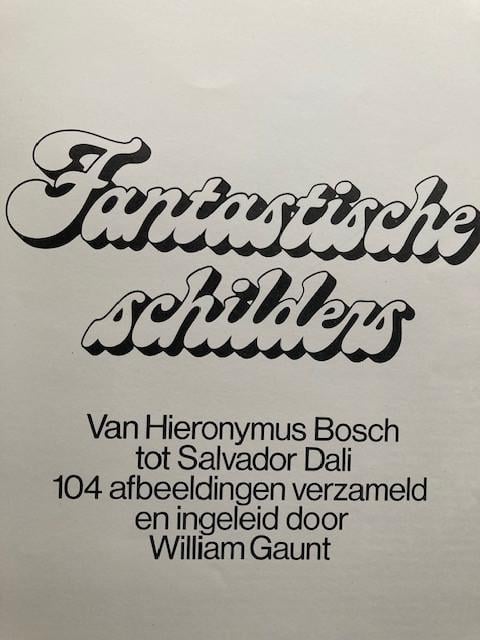 Fantastische
schilders
Van Hieronymus Bosch
tot Salvador Dali
104 afbeeldingen verzameld
en ingeleid door
William Gaunt